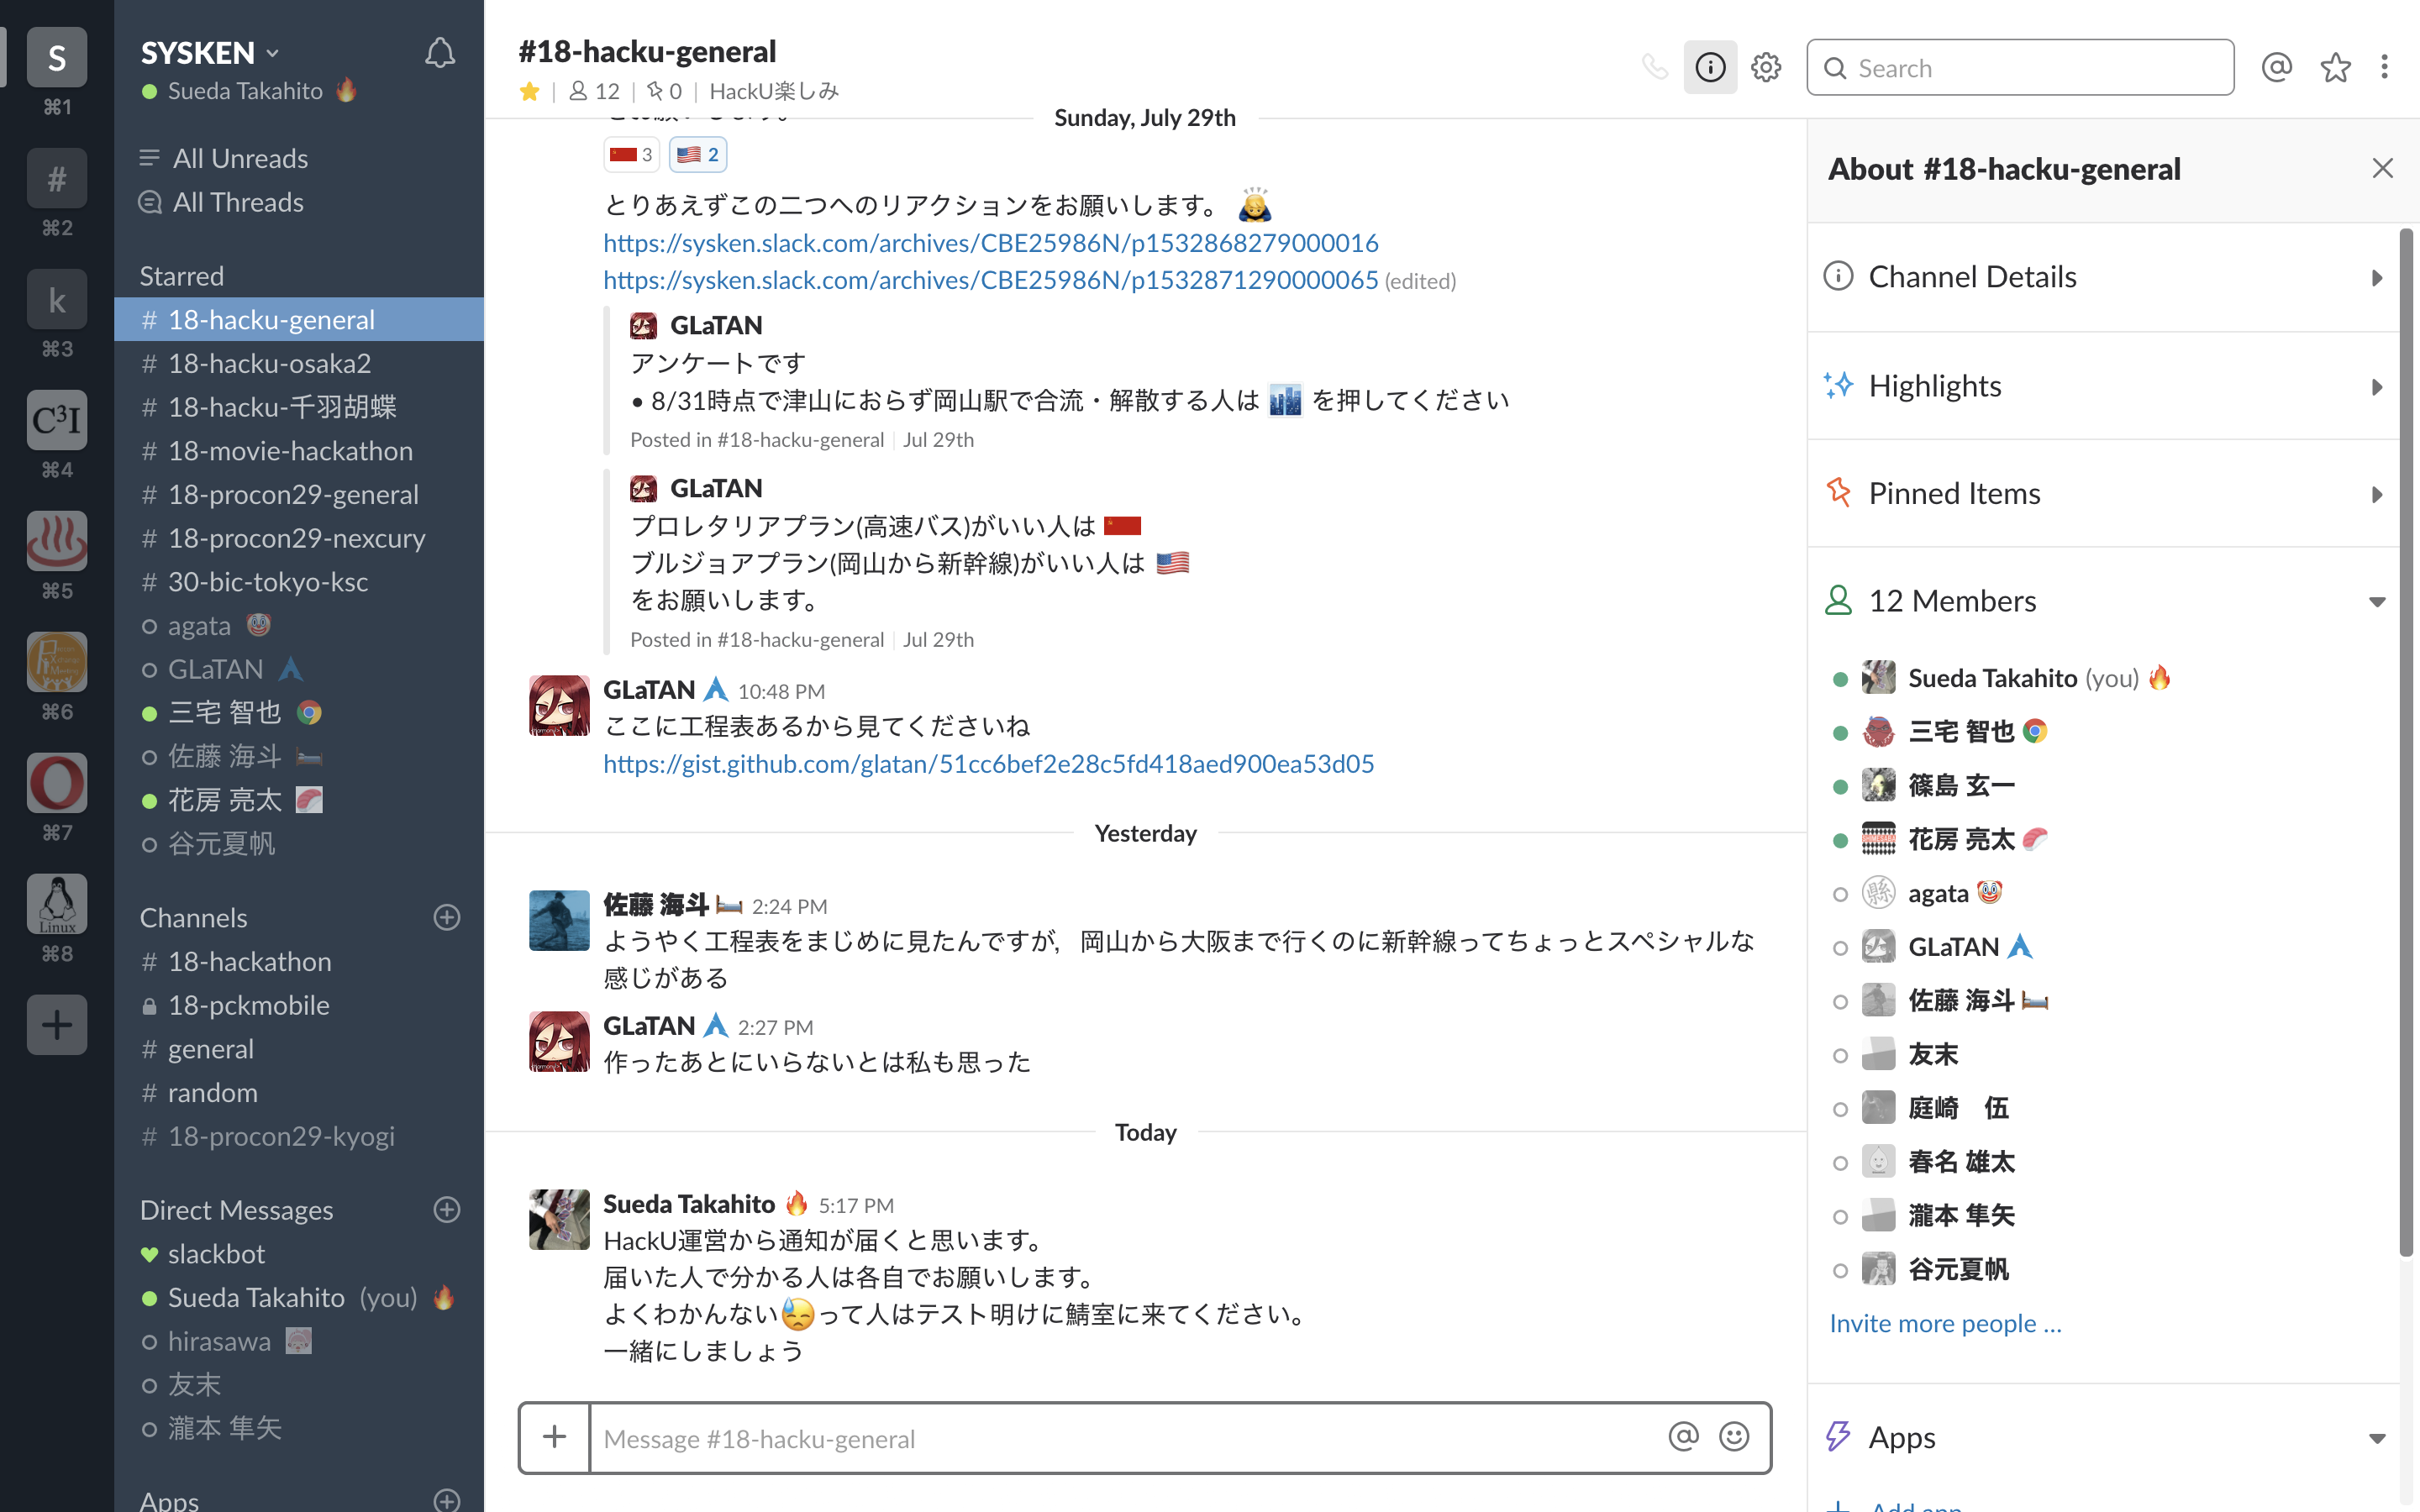 S
⌘1
#
⌘2
k
⌘3
C³I
⌘4
⌘5
⌘6
⌘7
Linux
⌘8
SYSKEN
Sueda Takahito
All Unreads
All Threads
Starred
# 18-hacku-general
# 18-hacku-osaka2
# 18-hacku-千羽胡蝶
# 18-movie-hackathon
# 18-procon29-general
# 18-procon29-nexcury
# 30-bic-tokyo-ksc
agata
GLaTAN
三宅 智也
佐藤 海斗
花房 亮太
谷元夏帆
Channels
# 18-hackathon
18-pckmobile
# general
# random
# 18-procon29-kyogi
Direct Messages
slackbot
Sueda Takahito (you)
hirasawa
友末
瀧本 隼矢
Apps
#18-hacku-general
12 | 0 | HackU楽しみ
Search
Sunday, July 29th
3 2
とりあえずこの二つへのリアクションをお願いします。
https://sysken.slack.com/archives/CBE25986N/p1532868279000016
https://sysken.slack.com/archives/CBE25986N/p1532871290000065 (edited)
GLaTAN
アンケートです
• 8/31時点で津山におらず岡山駅で合流・解散する人は を押してください
Posted in #18-hacku-general | Jul 29th
GLaTAN
プロレタリアプラン(高速バス)がいい人は
ブルジョアプラン(岡山から新幹線)がいい人は
をお願いします。
Posted in #18-hacku-general | Jul 29th
GLaTAN 10:48 PM
ここに工程表あるから見てくださいね
https://gist.github.com/glatan/51cc6bef2e28c5fd418aed900ea53d05
Yesterday
佐藤 海斗 2:24 PM
ようやく工程表をまじめに見たんですが，岡山から大阪まで行くのに新幹線ってちょっとスペシャルな
感じがある
GLaTAN 2:27 PM
作ったあとにいらないとは私も思った
Today
Sueda Takahito 5:17 PM
HackU運営から通知が届くと思います。
届いた人で分かる人は各自でお願いします。
よくわかんない😓って人はテスト明けに鯖室に来てください。
一緒にしましょう
Message #18-hacku-general
About #18-hacku-general
Channel Details
Highlights
Pinned Items
12 Members
Sueda Takahito (you)
三宅 智也
篠島 玄一
花房 亮太
agata
GLaTAN
佐藤 海斗
友末
庭崎　伍
春名 雄太
瀧本 隼矢
谷元夏帆
Invite more people ...
Apps
Add app